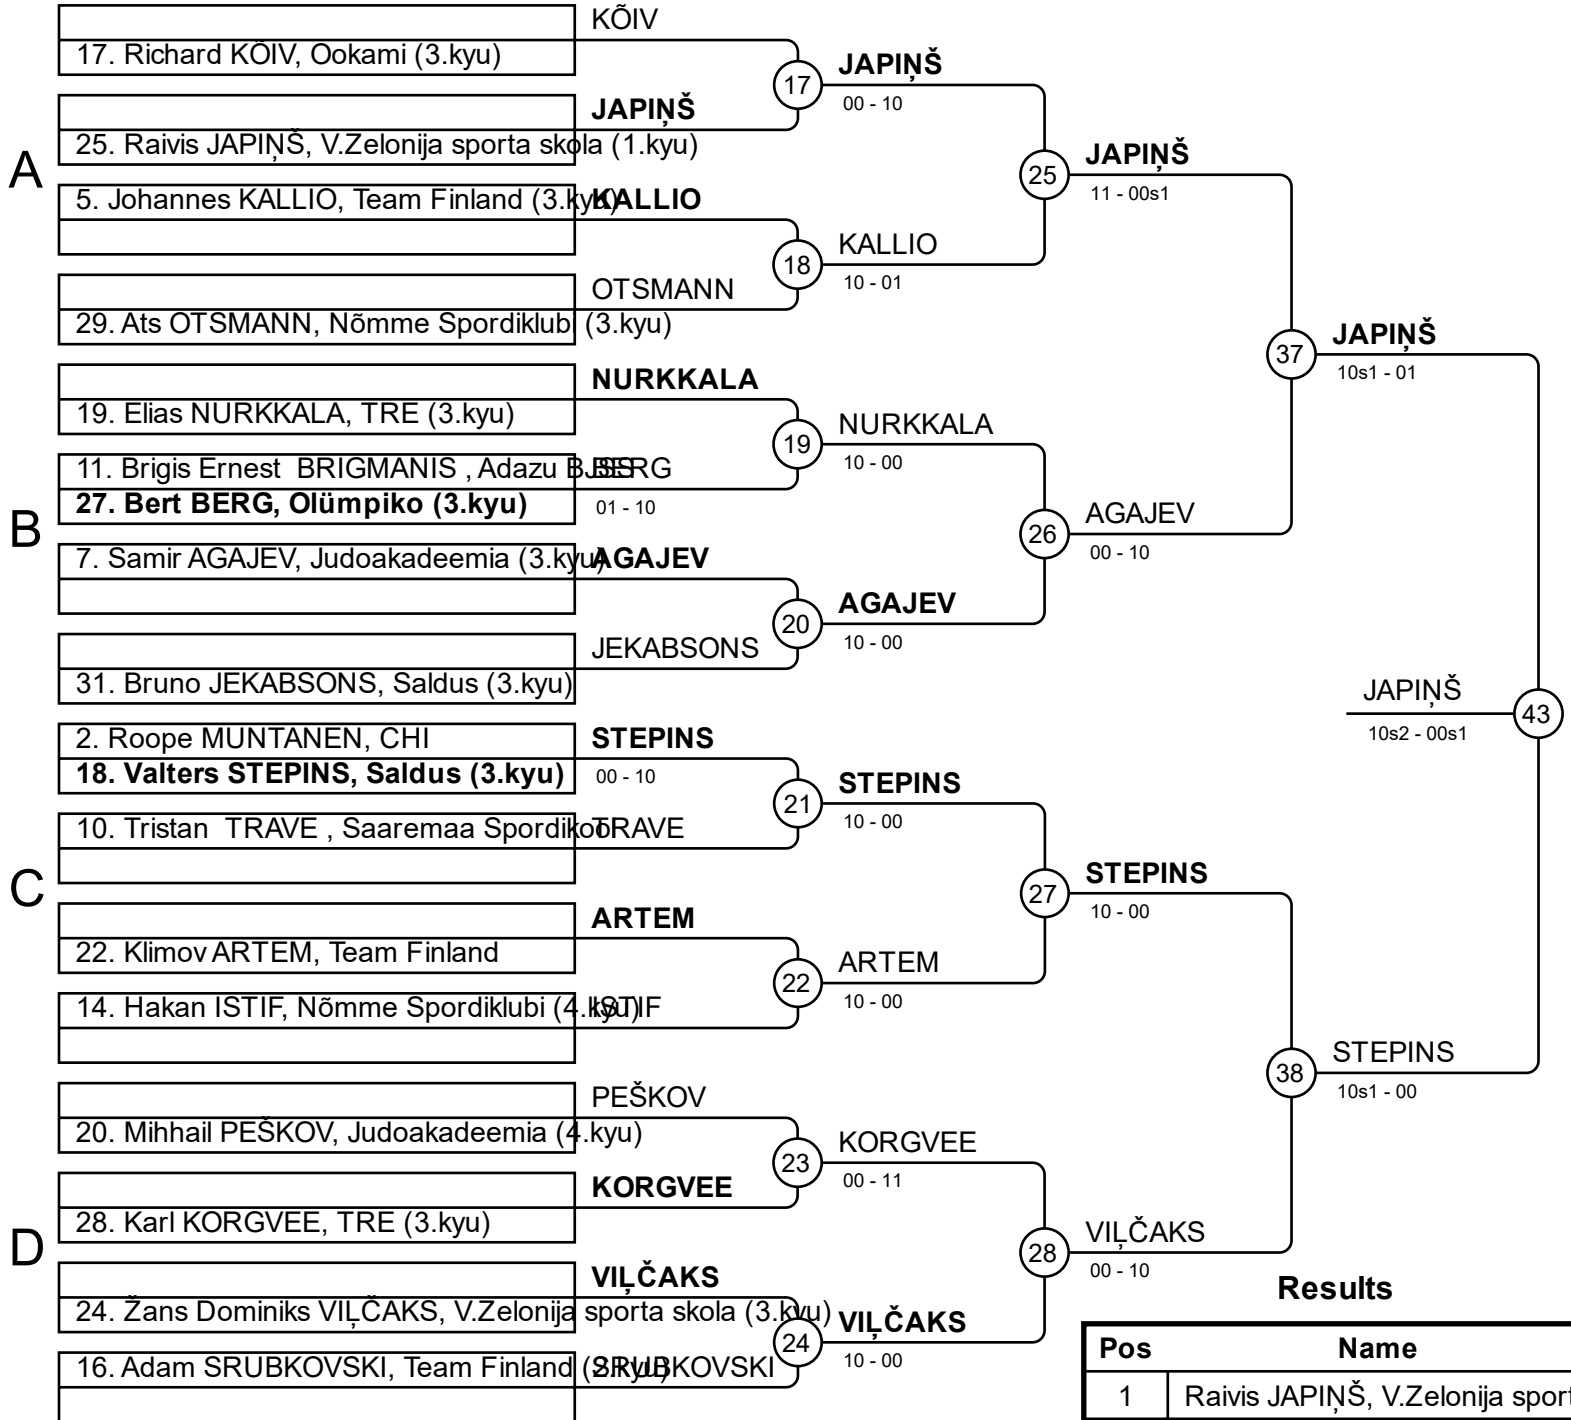 KÕIV
17. Richard KÕIV, Ookami (3.kyu)
17
JAPIŅŠ
00 - 10
JAPIŅŠ
25. Raivis JAPIŅŠ, V.Zelonija sporta skola (1.kyu)
A
25
JAPIŅŠ
11 - 00s1
5. Johannes KALLIO, Team Finland (3.kyu)
KALLIO
18
KALLIO
10 - 01
OTSMANN
29. Ats OTSMANN, Nõmme Spordiklubi (3.kyu)
37
JAPIŅŠ
10s1 - 01
NURKKALA
19. Elias NURKKALA, TRE (3.kyu)
19
NURKKALA
10 - 00
11. Brigis Ernest BRIGMANIS , Adazu BJSS
BERG
27. Bert BERG, Olümpiko (3.kyu)
01 - 10
B
26
AGAJEV
00 - 10
7. Samir AGAJEV, Judoakadeemia (3.kyu)
AGAJEV
20
AGAJEV
10 - 00
JEKABSONS
31. Bruno JEKABSONS, Saldus (3.kyu)
JAPIŅŠ
43
10s2 - 00s1
2. Roope MUNTANEN, CHI
STEPINS
18. Valters STEPINS, Saldus (3.kyu)
00 - 10
21
STEPINS
10 - 00
10. Tristan TRAVE , Saaremaa Spordikool
TRAVE
C
27
STEPINS
10 - 00
ARTEM
22. Klimov ARTEM, Team Finland
22
ARTEM
10 - 00
14. Hakan ISTIF, Nõmme Spordiklubi (4.kyu)
ISTIF
38
STEPINS
10s1 - 00
PEŠKOV
20. Mihhail PEŠKOV, Judoakadeemia (4.kyu)
23
KORGVEE
00 - 11
KORGVEE
28. Karl KORGVEE, TRE (3.kyu)
D
28
VIĻČAKS
00 - 10
VIĻČAKS
24. Žans Dominiks VIĻČAKS, V.Zelonija sporta skola (3.kyu)
24
VIĻČAKS
10 - 00
16. Adam SRUBKOVSKI, Team Finland (2.kyu)
SRUBKOVSKI
Results
Pos Name
1 Raivis JAPIŅŠ, V.Zelonija sport